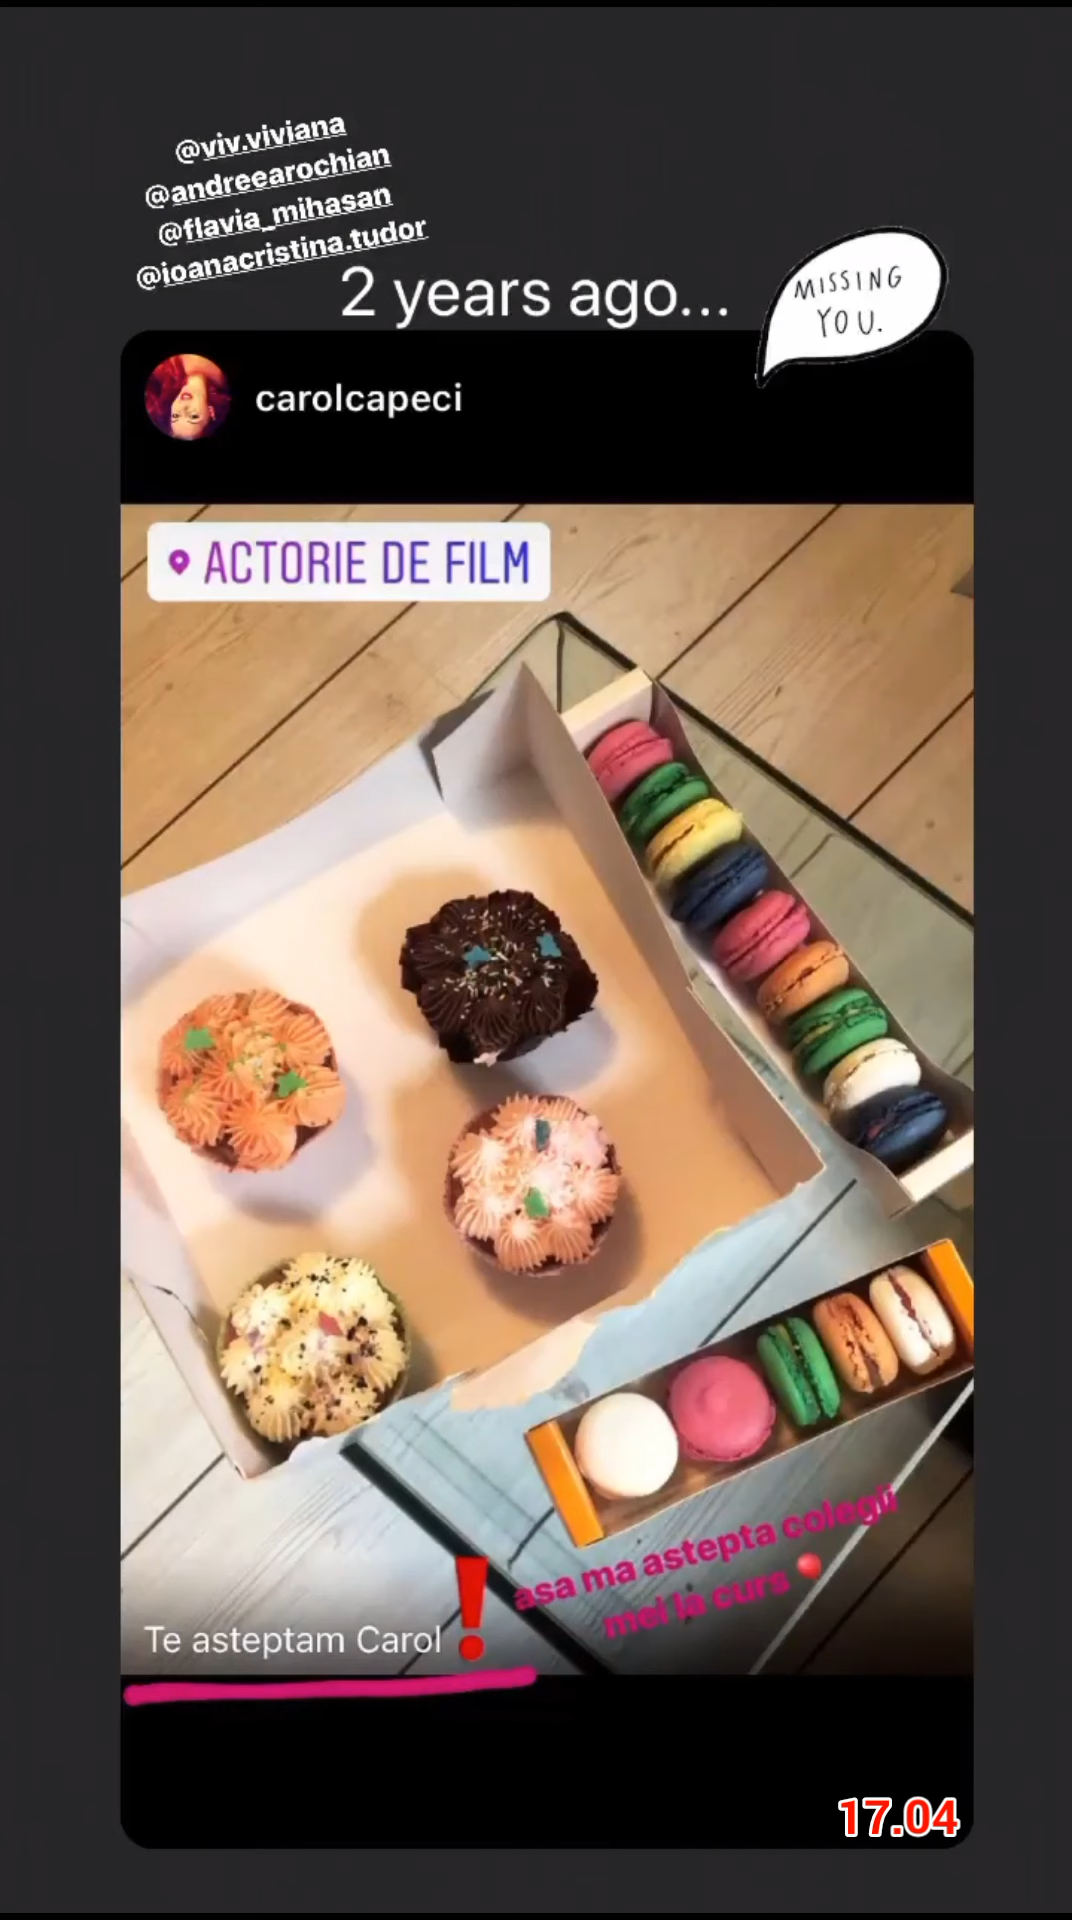 @viv.viviana
@andreearochian
@flavia_mihasan
@ioanacristina.tudor
2 years ago...
MISSING
YOU.
carolcapeci
ACTORIE DE FILM
asa ma astepta colegii
mei la curs
Te asteptam Carol❗
17.04